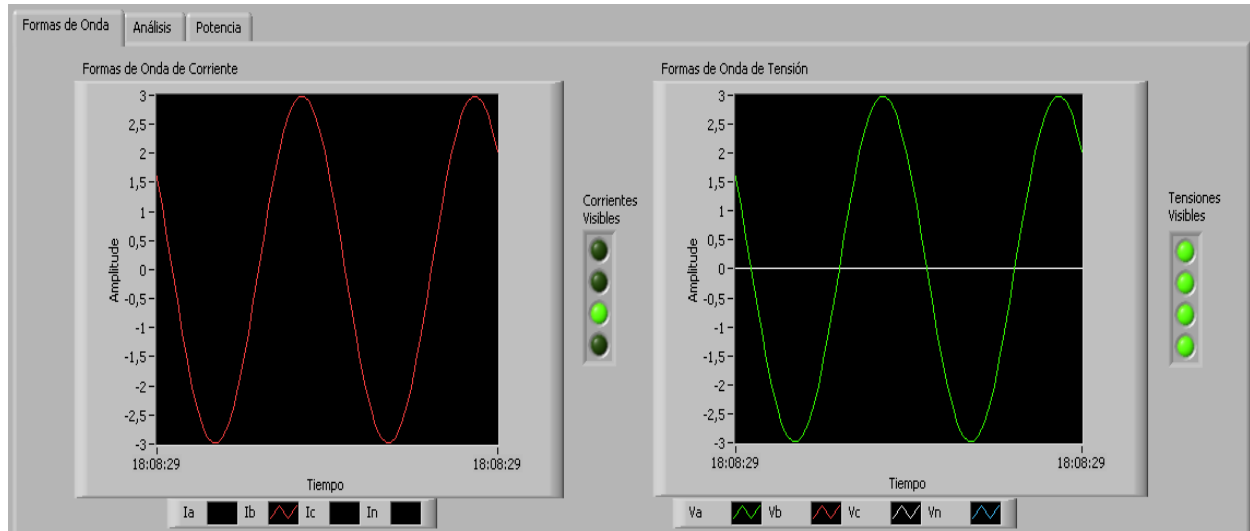 Formas de Onda Análisis Potencia
Formas de Onda de Corriente
3
2,5
2
1,5
1
0,5
0
-0,5
-1
-1,5
-2
-2,5
-3
Amplitude
18:08:29 18:08:29
Tiempo
Ia Ib Ic In
Corrientes
Visibles
Formas de Onda de Tensión
3
2,5
2
1,5
1
0,5
0
-0,5
-1
-1,5
-2
-2,5
-3
Amplitude
18:08:29 18:08:29
Tiempo
Va Vb Vc Vn
Tensiones
Visibles